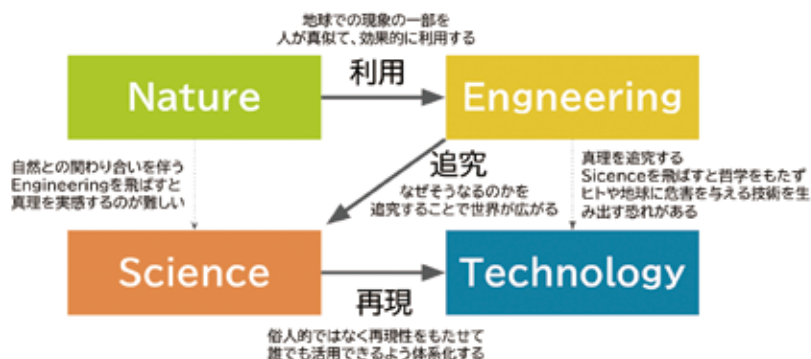 地球での現象の一部を
人が真似て、効果的に利用する
利用
Nature
Engneering
自然との関わり合いを伴う
Engineeringを飛ばすと
真理を実感するのが難しい
追究
なぜそうなるのかを
追究することで世界が広がる
真理を追究する
Sicenceを飛ばすと哲学をもたず
ヒトや地球に危害を与える技術を生
み出す恐れがある
Science
Technology
再現
俗人的ではなく再現性をもたせて
誰でも活用できるよう体系化する